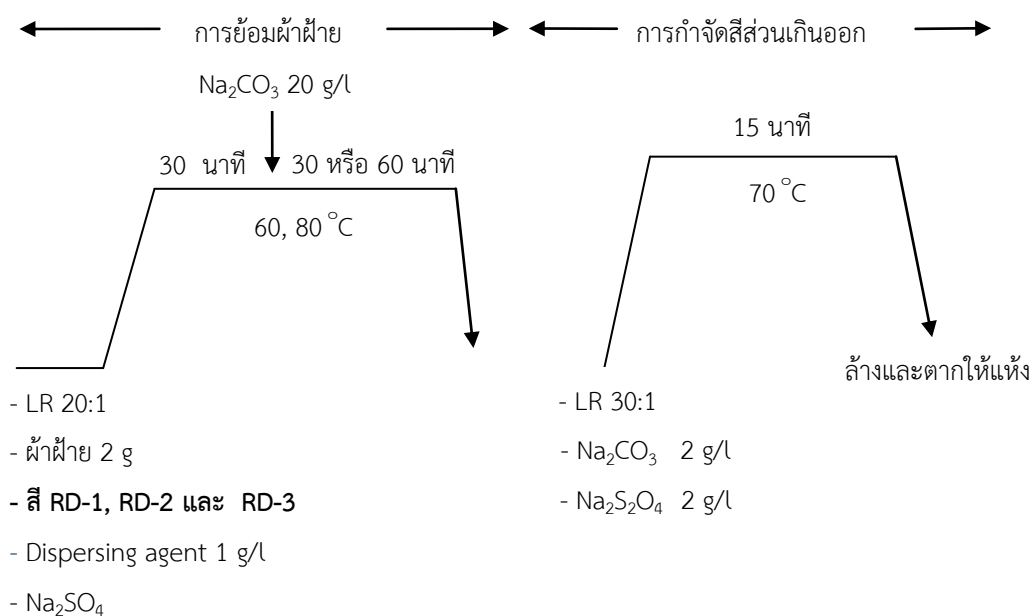 การย้อมผ้าฝ้าย
Na₂CO₃ 20 g/l
30 นาที
30 หรือ 60 นาที
60, 80 °C
- LR 20:1
- ผ้าฝ้าย 2 g
- สี RD-1, RD-2 และ RD-3
- Dispersing agent 1 g/l
- Na₂SO₄
การกำจัดสีส่วนเกินออก
15 นาที
70 °C
ล้างและตากให้แห้ง
- LR 30:1
- Na₂CO₃ 2 g/l
- Na₂S₂O₄ 2 g/l